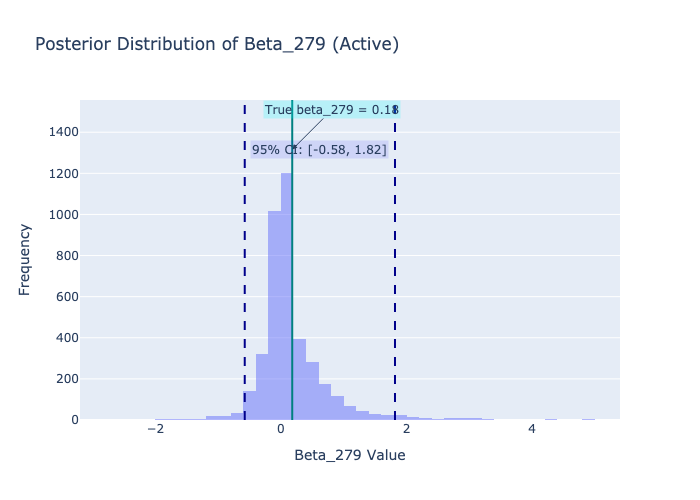 Posterior Distribution of Beta_279 (Active)
True beta_279 = 0.18
95% CI: [-0.58, 1.82]
1400
1200
1000
800
600
400
200
0
−2
0
2
4
Frequency
Beta_279 Value